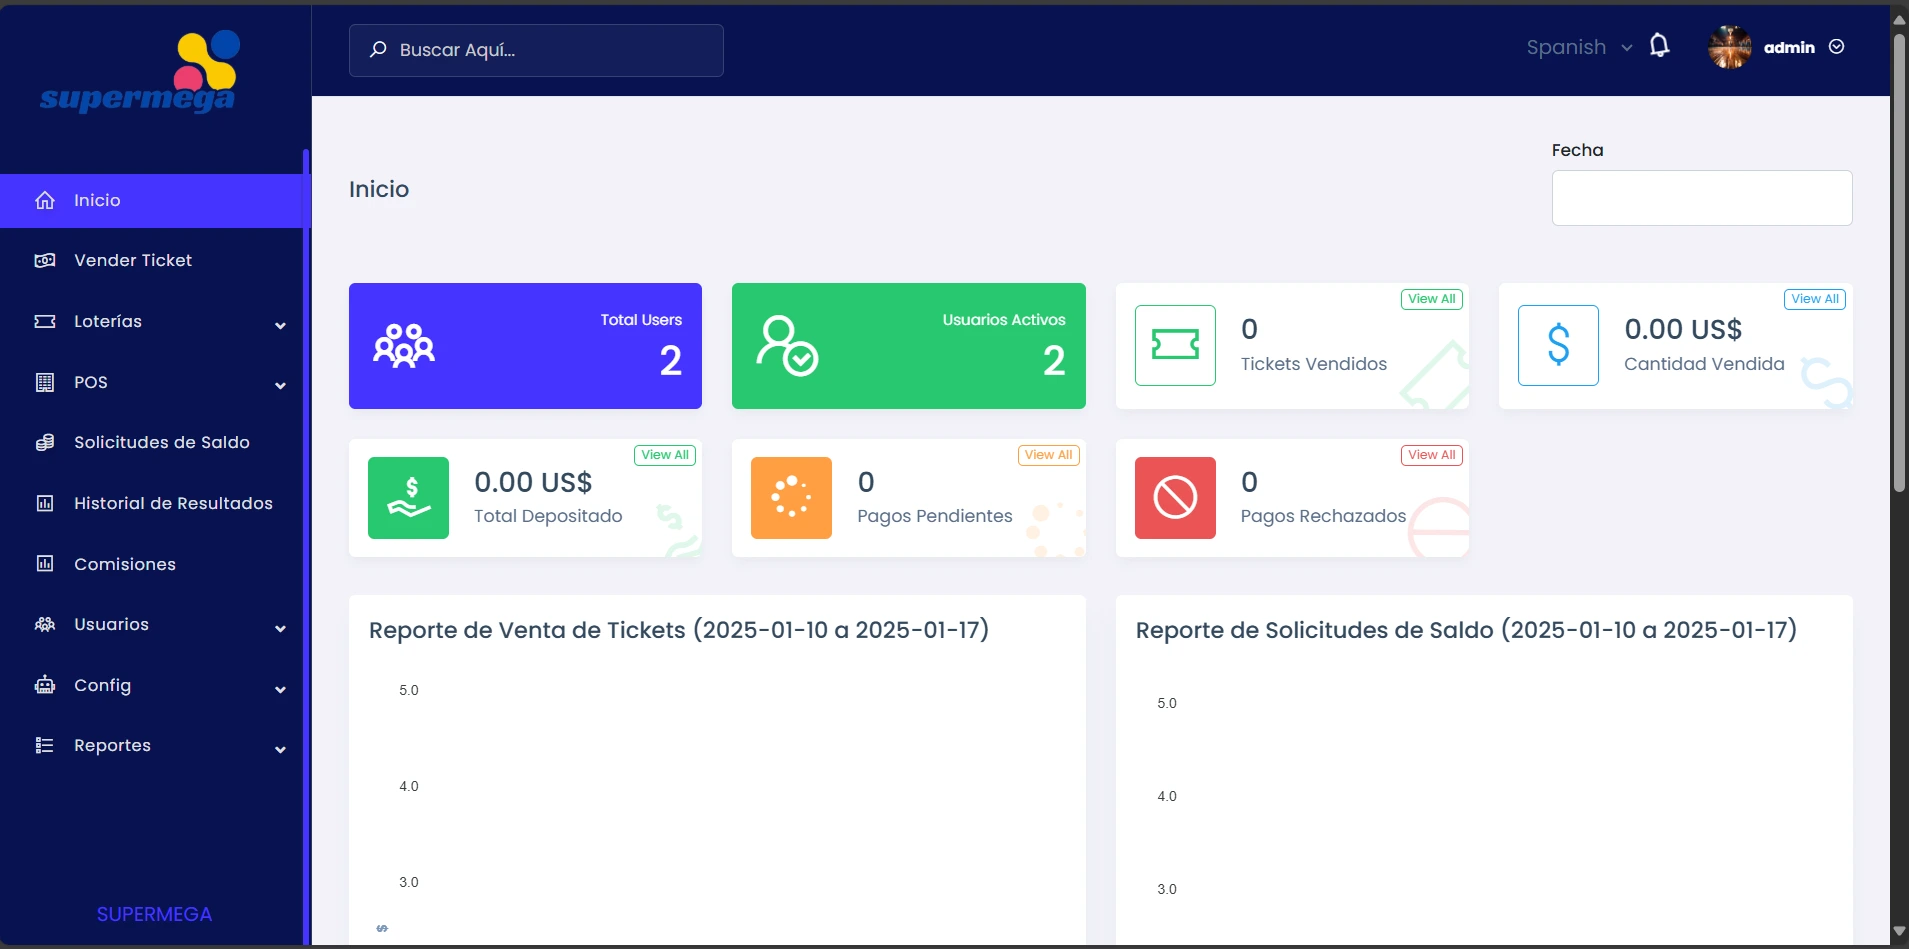 supermega
Buscar Aquí...
Spanish
admin
Inicio
Vender Ticket
Loterías
POS
Solicitudes de Saldo
Historial de Resultados
Comisiones
Usuarios
Config
Reportes
SUPERMEGA
Inicio
Fecha
Total Users
2
Usuarios Activos
2
View All
0
Tickets Vendidos
View All
0.00 US$
Cantidad Vendida
View All
0.00 US$
Total Depositado
View All
0
Pagos Pendientes
View All
0
Pagos Rechazados
Reporte de Venta de Tickets (2025-01-10 a 2025-01-17)
5.0
4.0
3.0
$
Reporte de Solicitudes de Saldo (2025-01-10 a 2025-01-17)
5.0
4.0
3.0